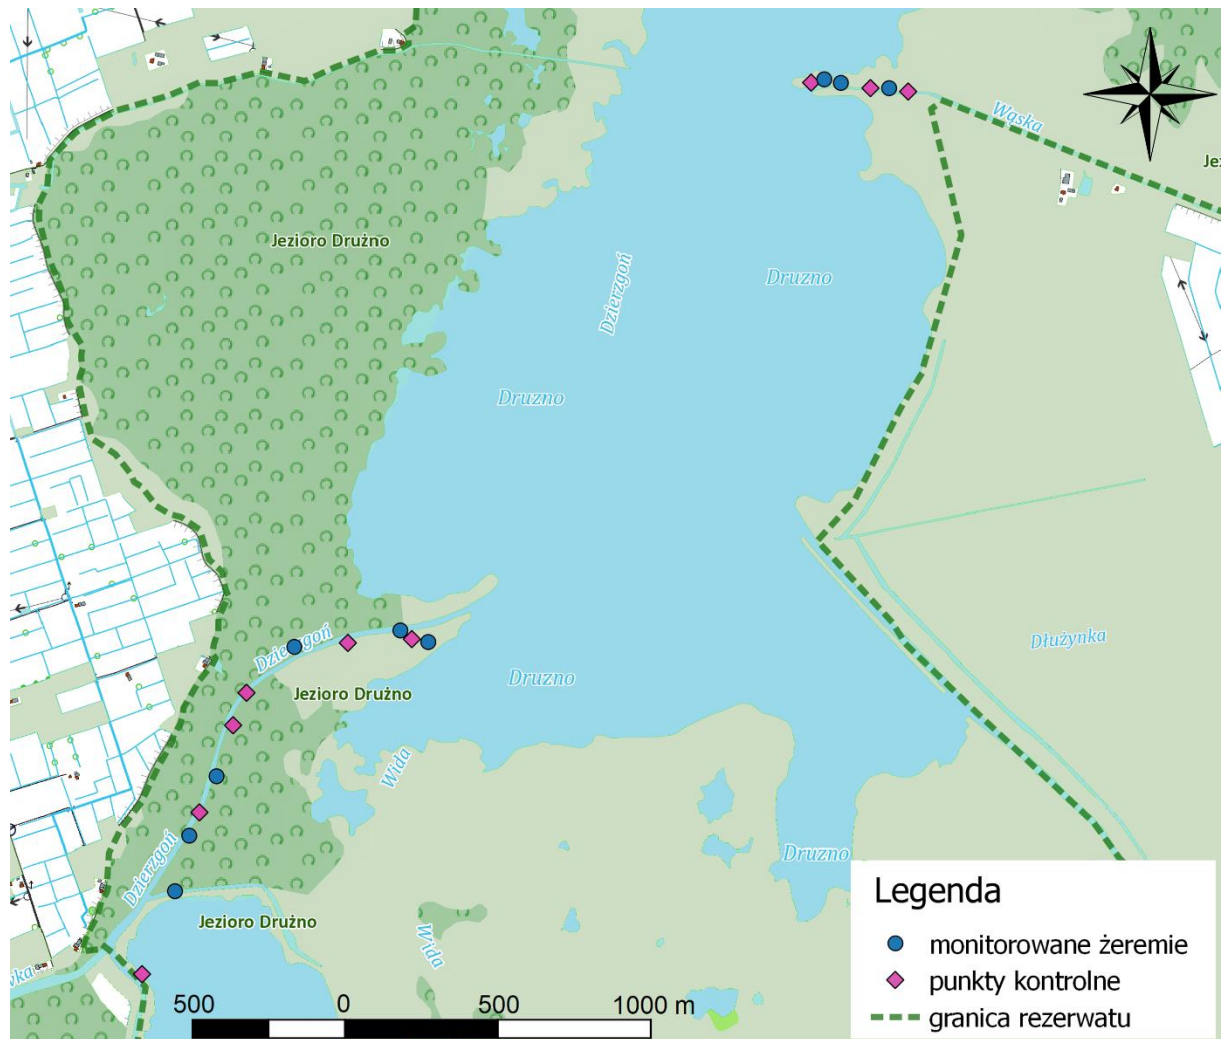 Wąska
Jezioro Drużno
Dzierzgoń
Druzno
Druzno
Dłużynka
Dzierzgoń
Druzno
Jezioro Drużno
Wida
Dzierzgoń
Druzno
Jezioro Drużno
Wida
500 0 500 1000 m
Legenda
monitorowane żeremie
punkty kontrolne
granica rezerwatu